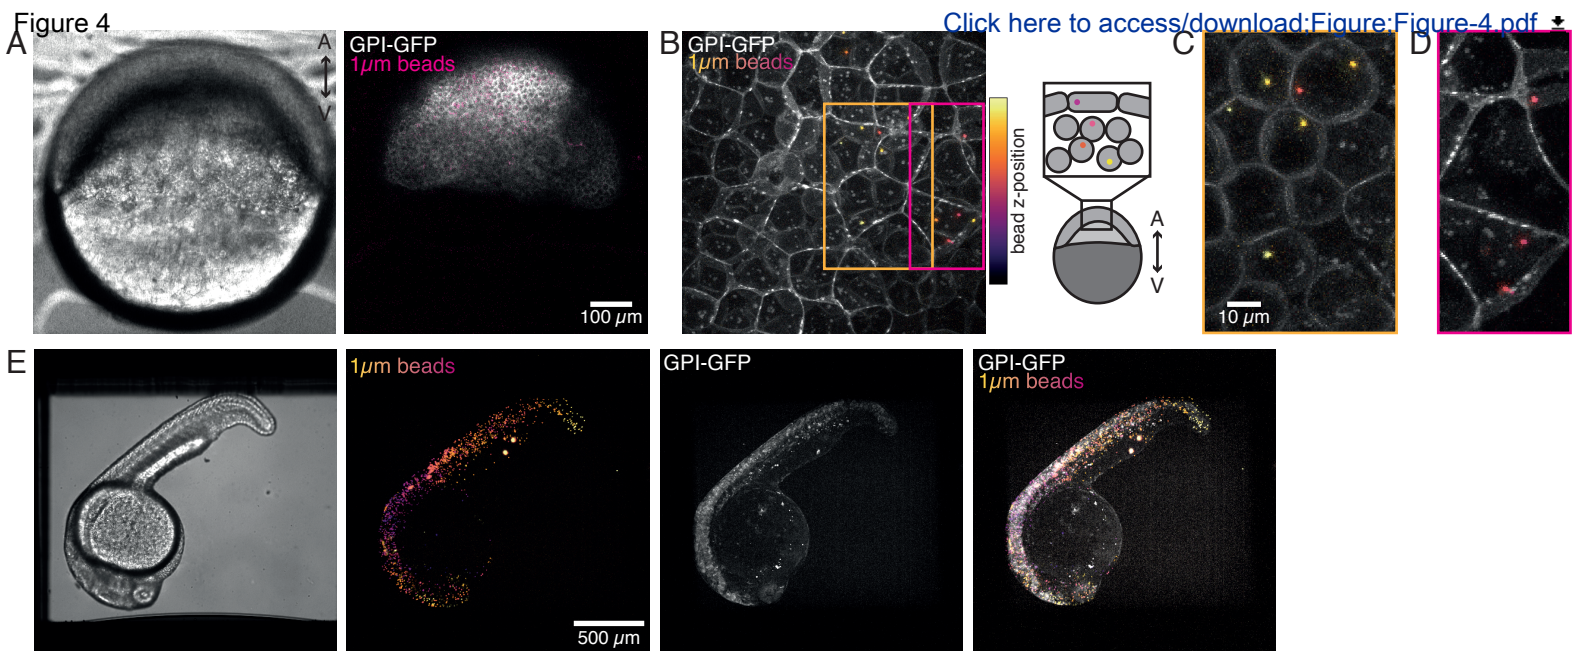 Figure 4
Click here to access/download;Figure;Figure-4.pdf
A
A
V
GPI-GFP
1µm beads
100 µm
B
GPI-GFP
1µm beads
bead z-position
A
V
C
10 µm
D
E
1µm beads
500 µm
GPI-GFP
GPI-GFP
1µm beads